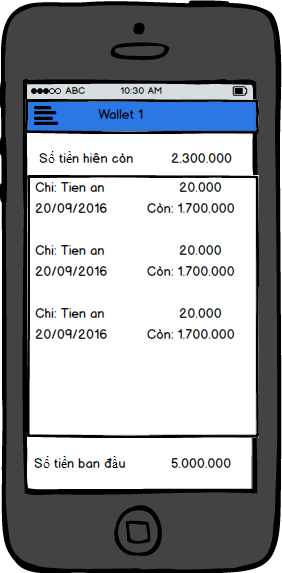 ABC 10:30 AM
Wallet 1
Số tiền hiên còn 2.300.000
Chi: Tien an 20.000
20/09/2016 Còn: 1.700.000
Chi: Tien an 20.000
20/09/2016 Còn: 1.700.000
Chi: Tien an 20.000
20/09/2016 Còn: 1.700.000
Số tiền ban đầu 5.000.000